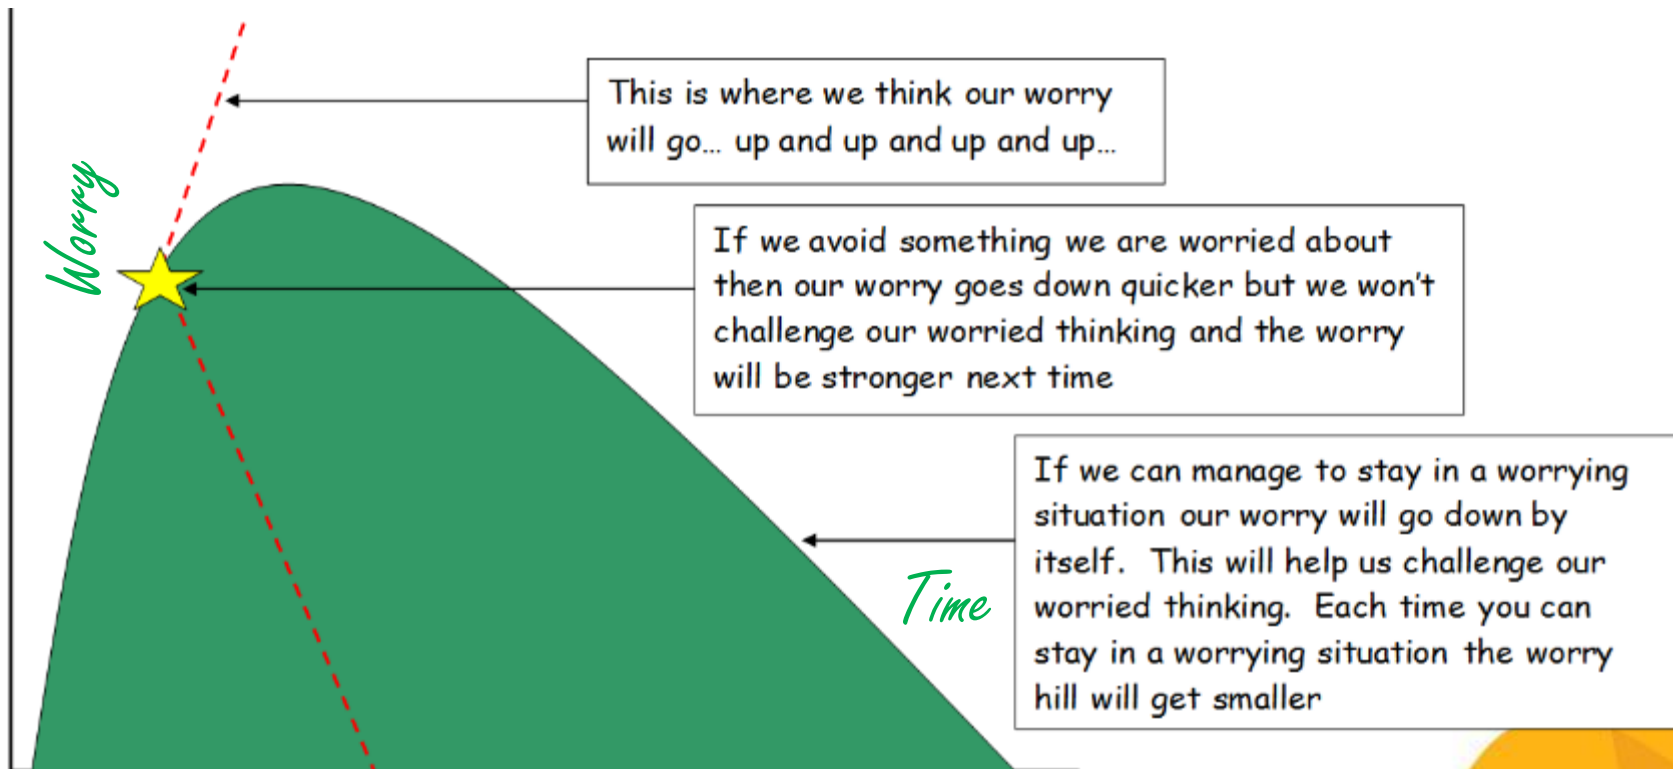 This is where we think our worry
will go... up and up and up and up...
Worry
If we avoid something we are worried about
then our worry goes down quicker but we won't
challenge our worried thinking and the worry
will be stronger next time
If we can manage to stay in a worrying
situation our worry will go down by
itself.  This will help us challenge our
worried thinking.  Each time you can
stay in a worrying situation the worry
hill will get smaller
Time